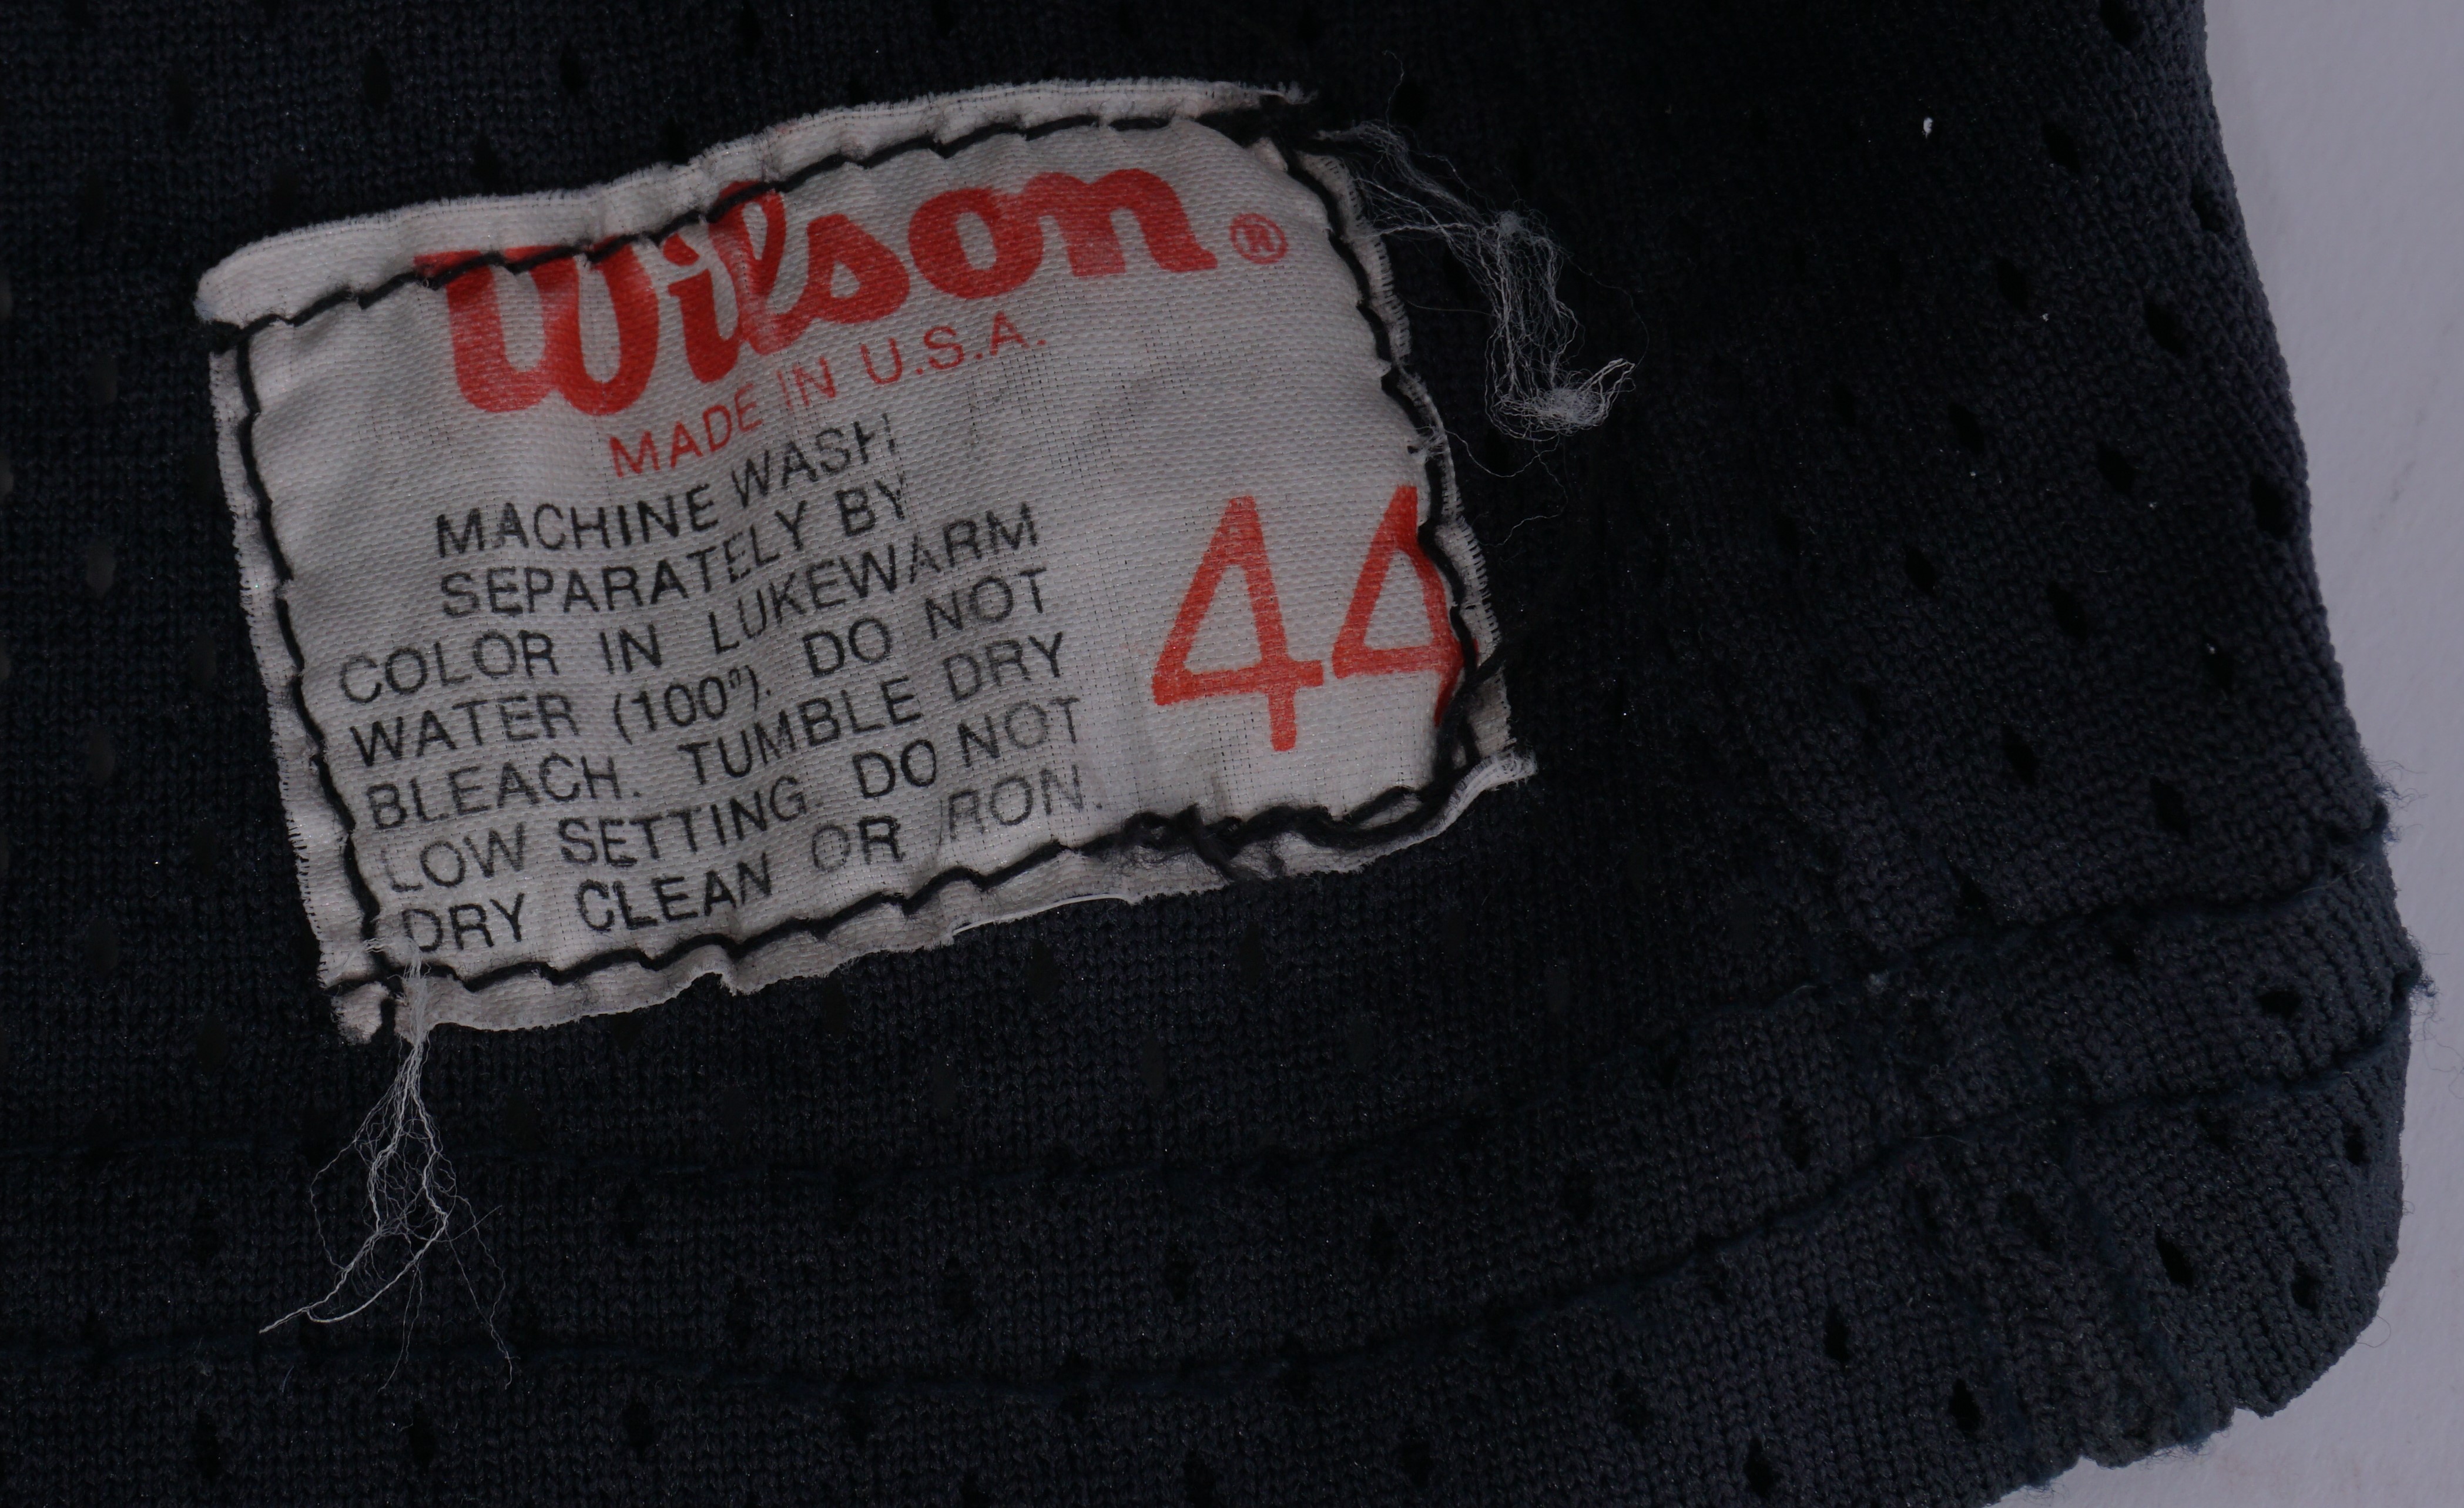 Wilson®
MADE IN U.S.A.
MACHINE WASH
SEPARATELY BY
COLOR IN LUKEWARM
WATER (100°). DO NOT
BLEACH. TUMBLE DRY
LOW SETTING. DO NOT
DRY CLEAN OR IRON.
44